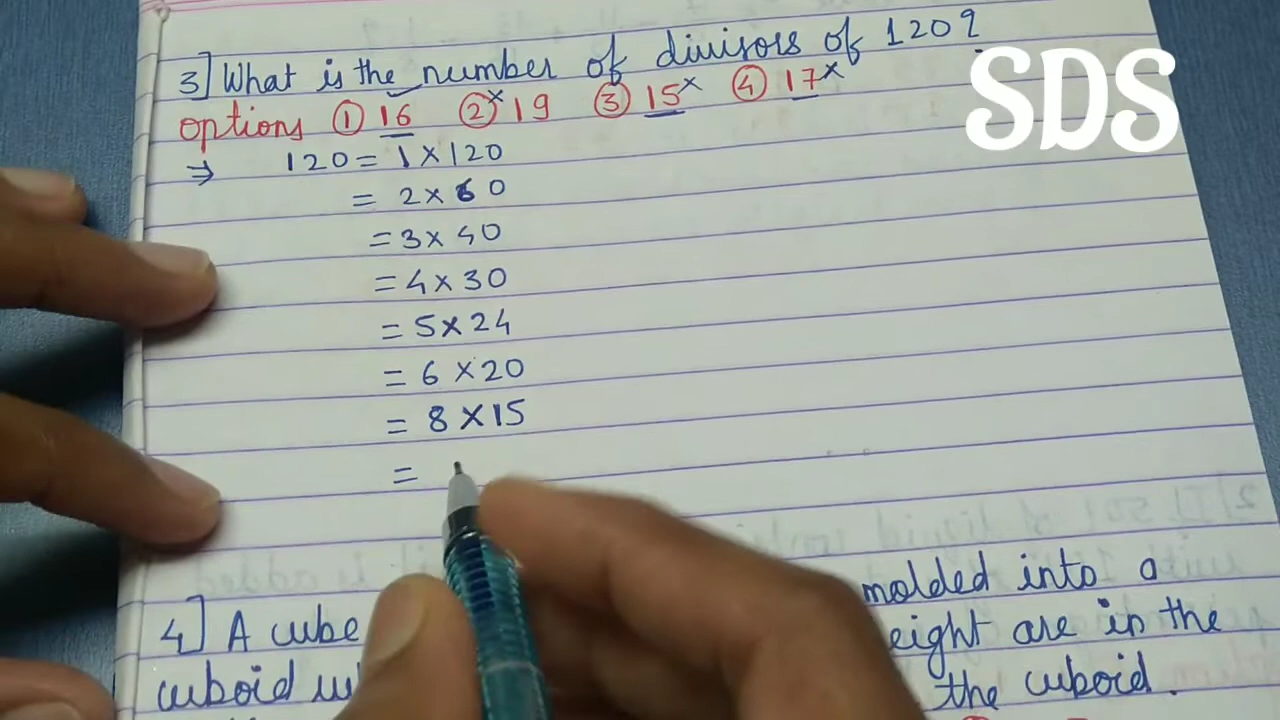 3] What is the number of divisors of 120?
SDS
options ① 16 ②× 19 ③ 15× ④ 17×
⇒ 120 = 1 × 120
= 2 × 60
= 3 × 40
= 4 × 30
= 5 × 24
= 6 × 20
= 8 × 15
=
4] A cube molded into a
eight are in the
cuboid the cuboid.